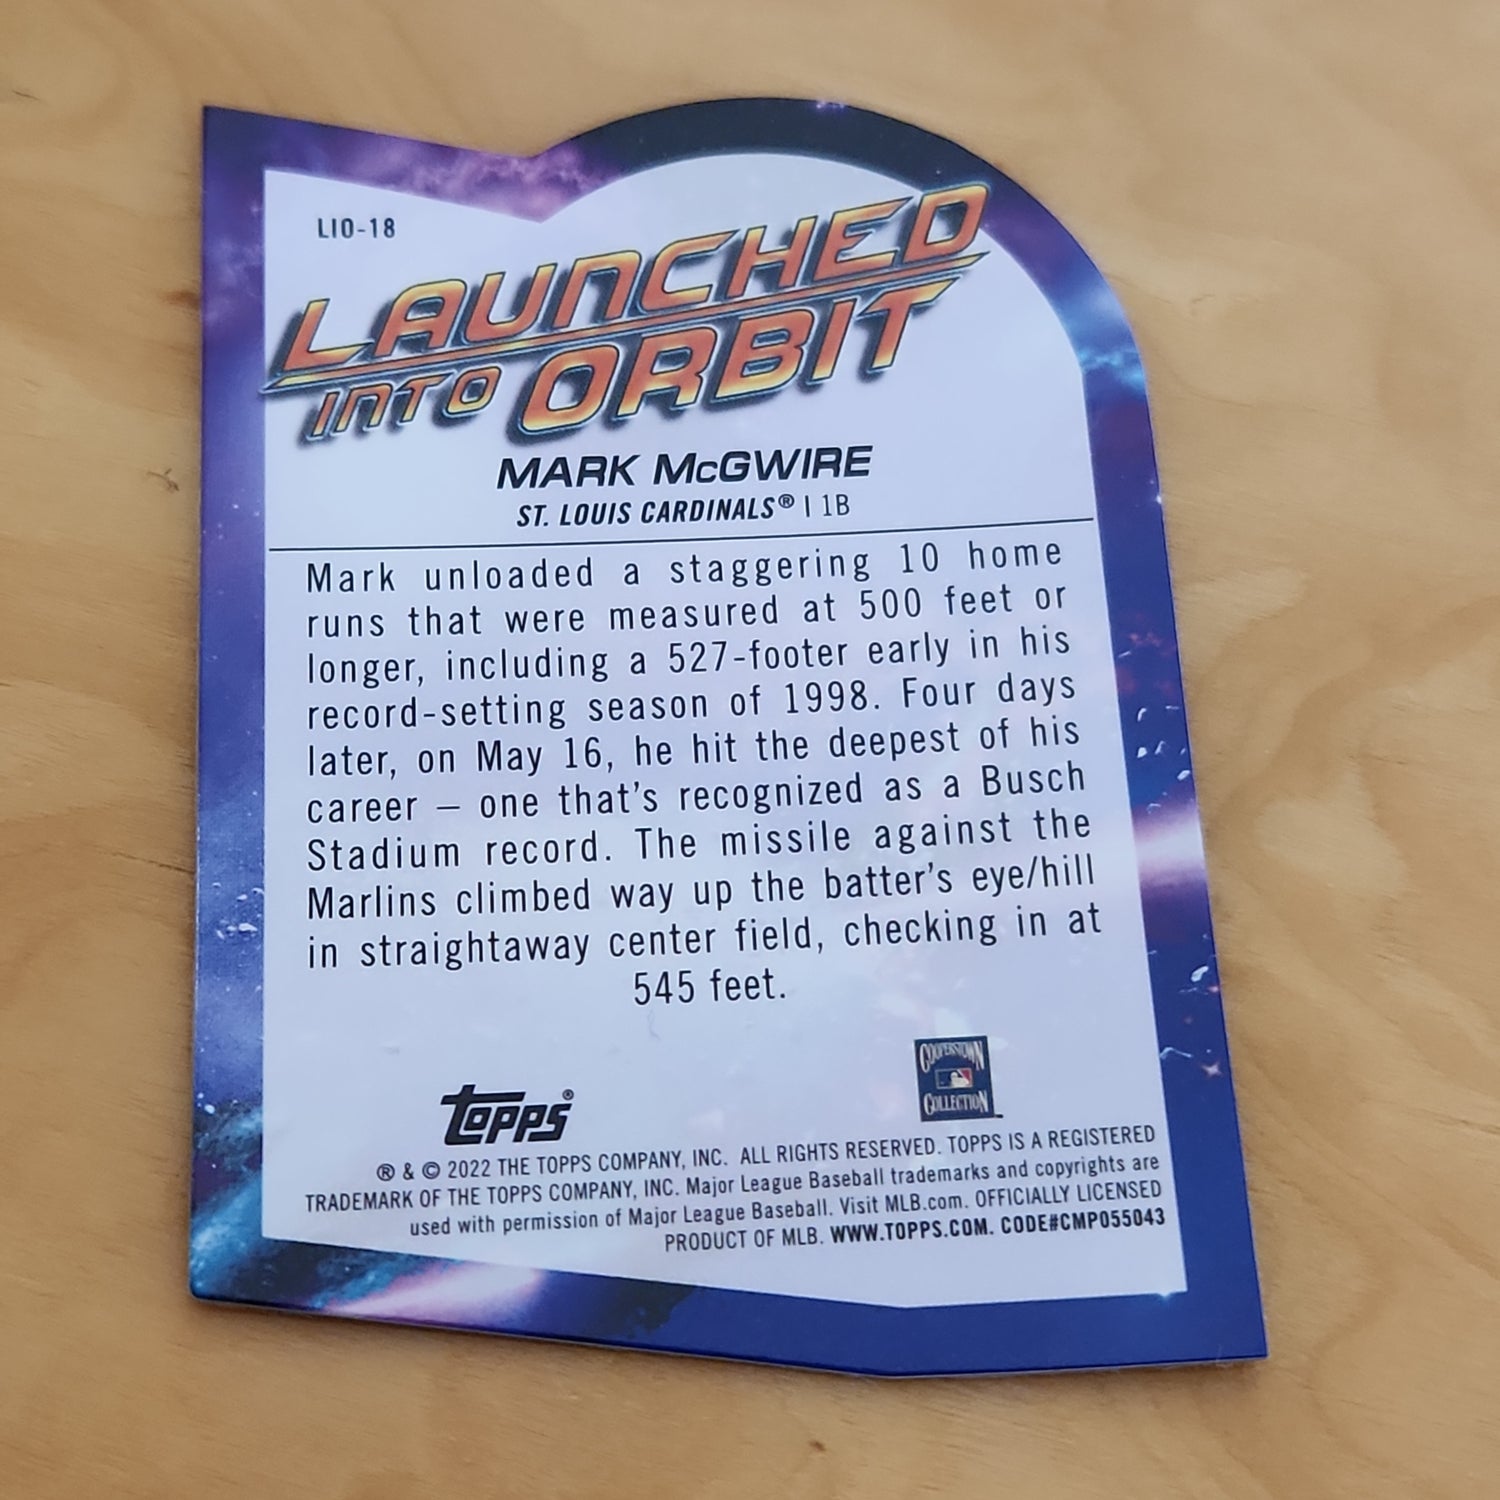 LIO-18
LAUNCHED
INTO ORBIT
MARK McGWIRE
ST. LOUIS CARDINALS® | 1B
Mark unloaded a staggering 10 home
runs that were measured at 500 feet or
longer, including a 527-footer early in his
record-setting season of 1998. Four days
later, on May 16, he hit the deepest of his
career – one that's recognized as a Busch
Stadium record. The missile against the
Marlins climbed way up the batter's eye/hill
in straightaway center field, checking in at
545 feet.
COOPERSTOWN
COLLECTION
topps®
® & © 2022 THE TOPPS COMPANY, INC. ALL RIGHTS RESERVED. TOPPS IS A REGISTERED
TRADEMARK OF THE TOPPS COMPANY, INC. Major League Baseball trademarks and copyrights are
used with permission of Major League Baseball. Visit MLB.com. OFFICIALLY LICENSED
PRODUCT OF MLB. WWW.TOPPS.COM. CODE#CMP055043